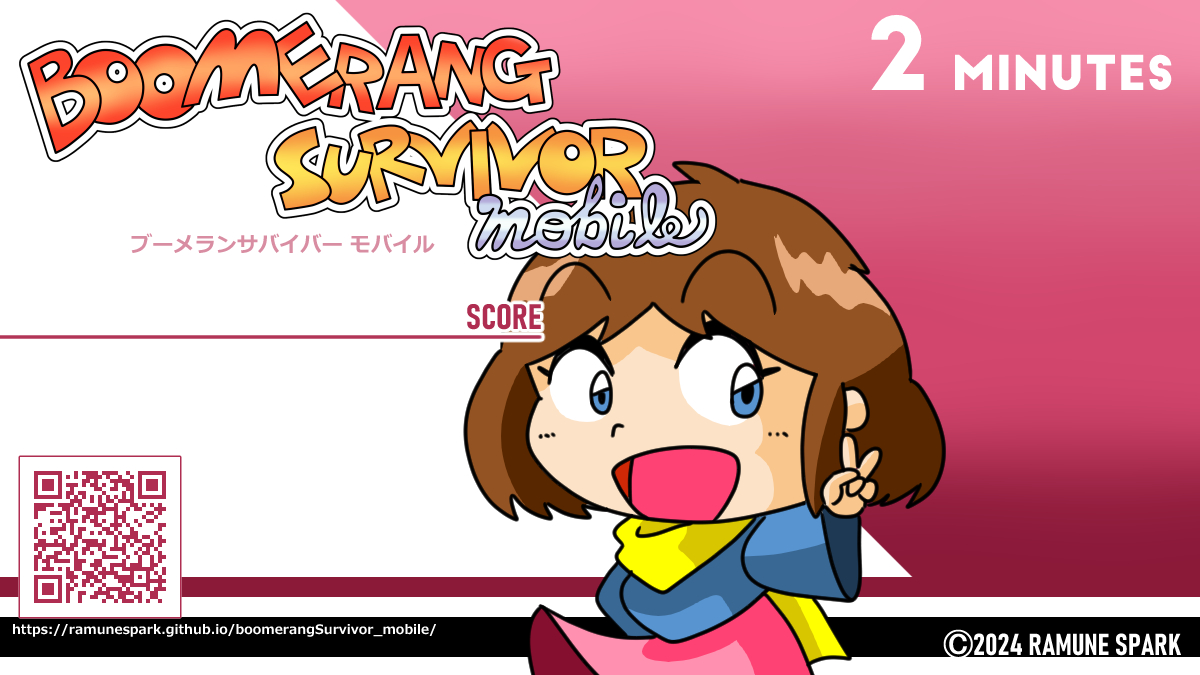 BOOMERANG
SURVIVOR
mobile
ブーメランサバイバー モバイル
2 MINUTES
SCORE
https://ramunespark.github.io/boomerangSurvivor_mobile/
©2024 RAMUNE SPARK